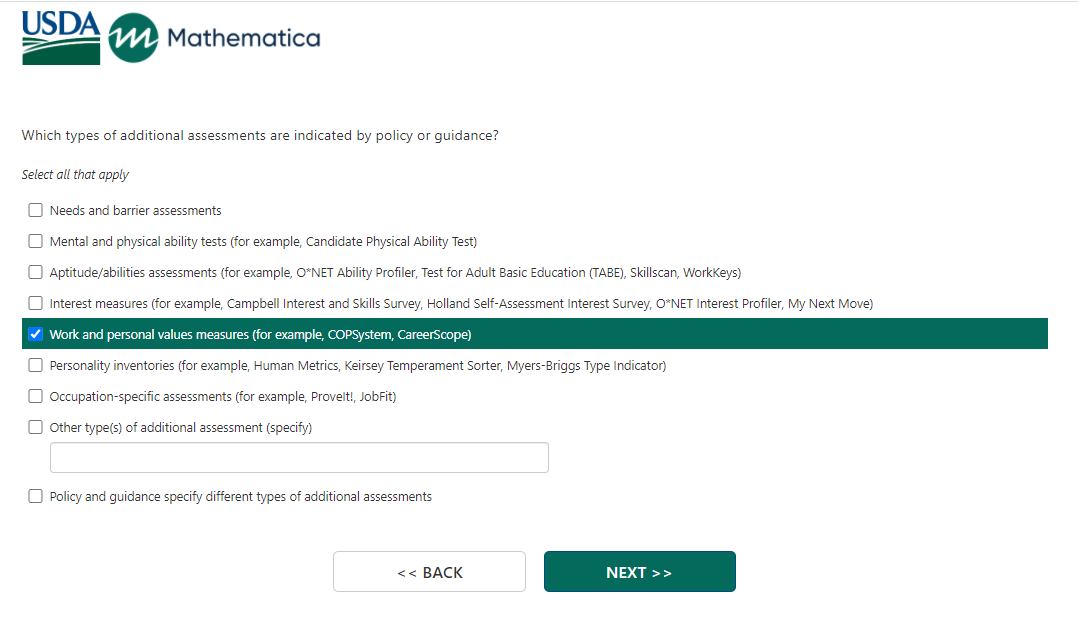 USDA Mathematica
Which types of additional assessments are indicated by policy or guidance?
Select all that apply
Needs and barrier assessments
Mental and physical ability tests (for example, Candidate Physical Ability Test)
Aptitude/abilities assessments (for example, O*NET Ability Profiler, Test for Adult Basic Education (TABE), Skillscan, WorkKeys)
Interest measures (for example, Campbell Interest and Skills Survey, Holland Self-Assessment Interest Survey, O*NET Interest Profiler, My Next Move)
Work and personal values measures (for example, COPSystem, CareerScope)
Personality inventories (for example, Human Metrics, Keirsey Temperament Sorter, Myers-Briggs Type Indicator)
Occupation-specific assessments (for example, ProveIt!, JobFit)
Other type(s) of additional assessment (specify)
Policy and guidance specify different types of additional assessments
<< BACK NEXT >>